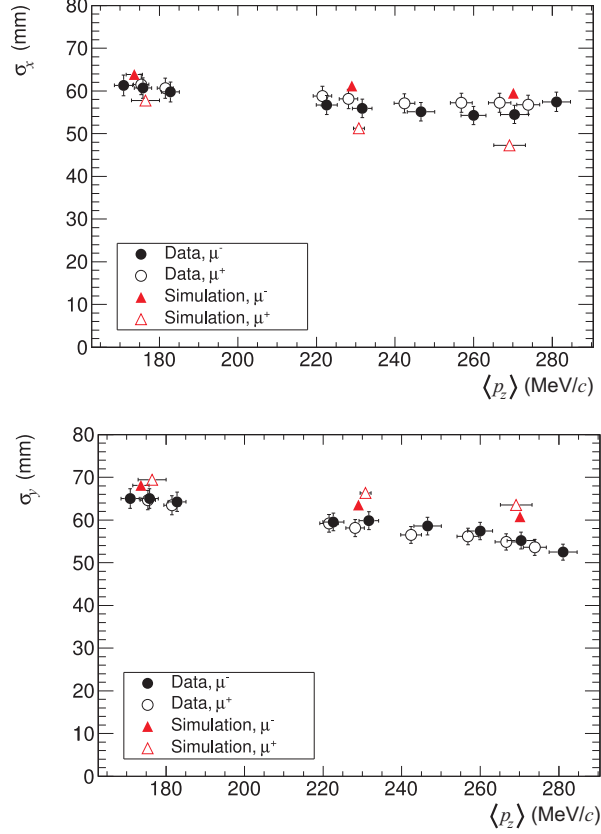 σx (mm)
80
70
60
50
40
30
20
10
0
Data, μ-
Data, μ+
Simulation, μ-
Simulation, μ+
180 200 220 240 260 280
⟨pz⟩ (MeV/c)
σy (mm)
80
70
60
50
40
30
20
10
0
Data, μ-
Data, μ+
Simulation, μ-
Simulation, μ+
180 200 220 240 260 280
⟨pz⟩ (MeV/c)